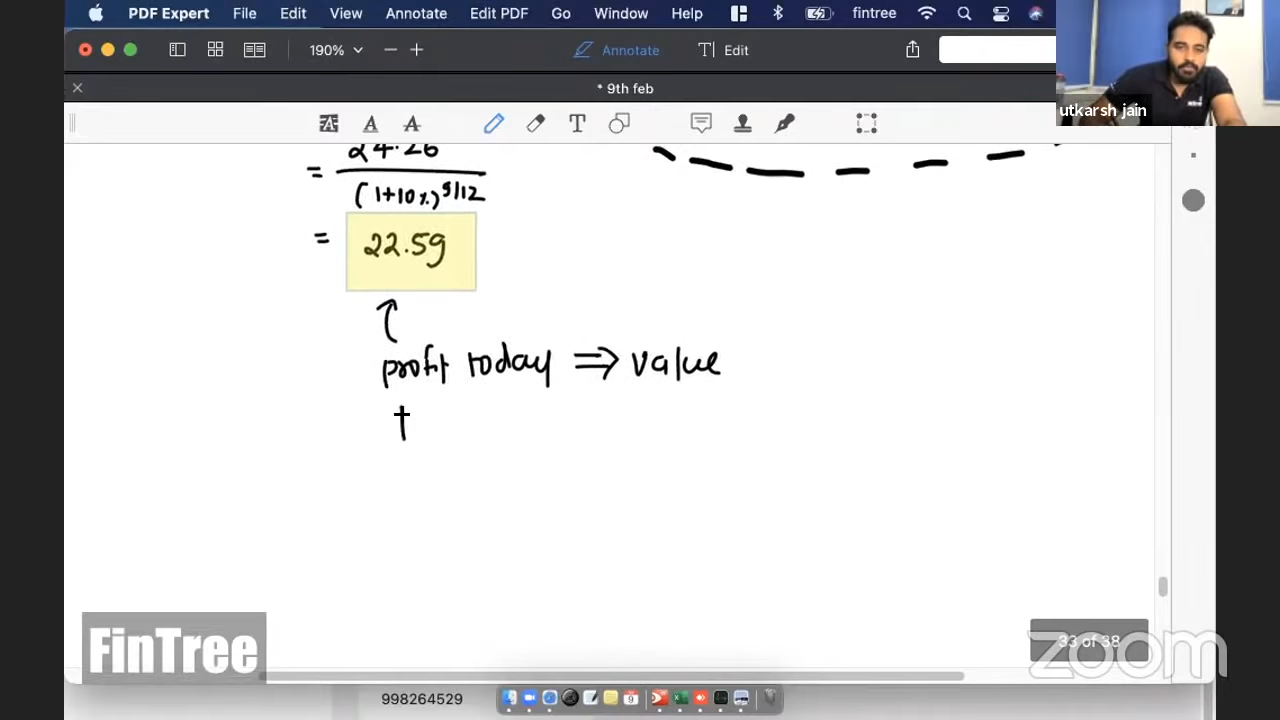 PDF Expert File Edit View Annotate Edit PDF Go Window Help fintree
190% Annotate T Edit
* 9th feb
utkarsh jain
24.26
= (1+10%)^9/12
= 22.59
profit today ⇒ value
33 of 38
FinTree
zoom
998264529